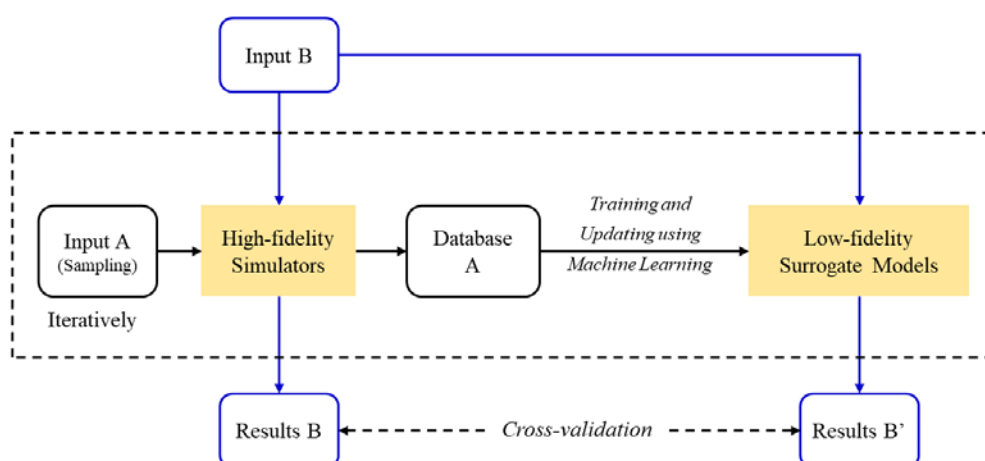 Input B
Input A
(Sampling)
Iteratively
High-fidelity
Simulators
Database
A
Training and
Updating using
Machine Learning
Low-fidelity
Surrogate Models
Results B
Cross-validation
Results B’